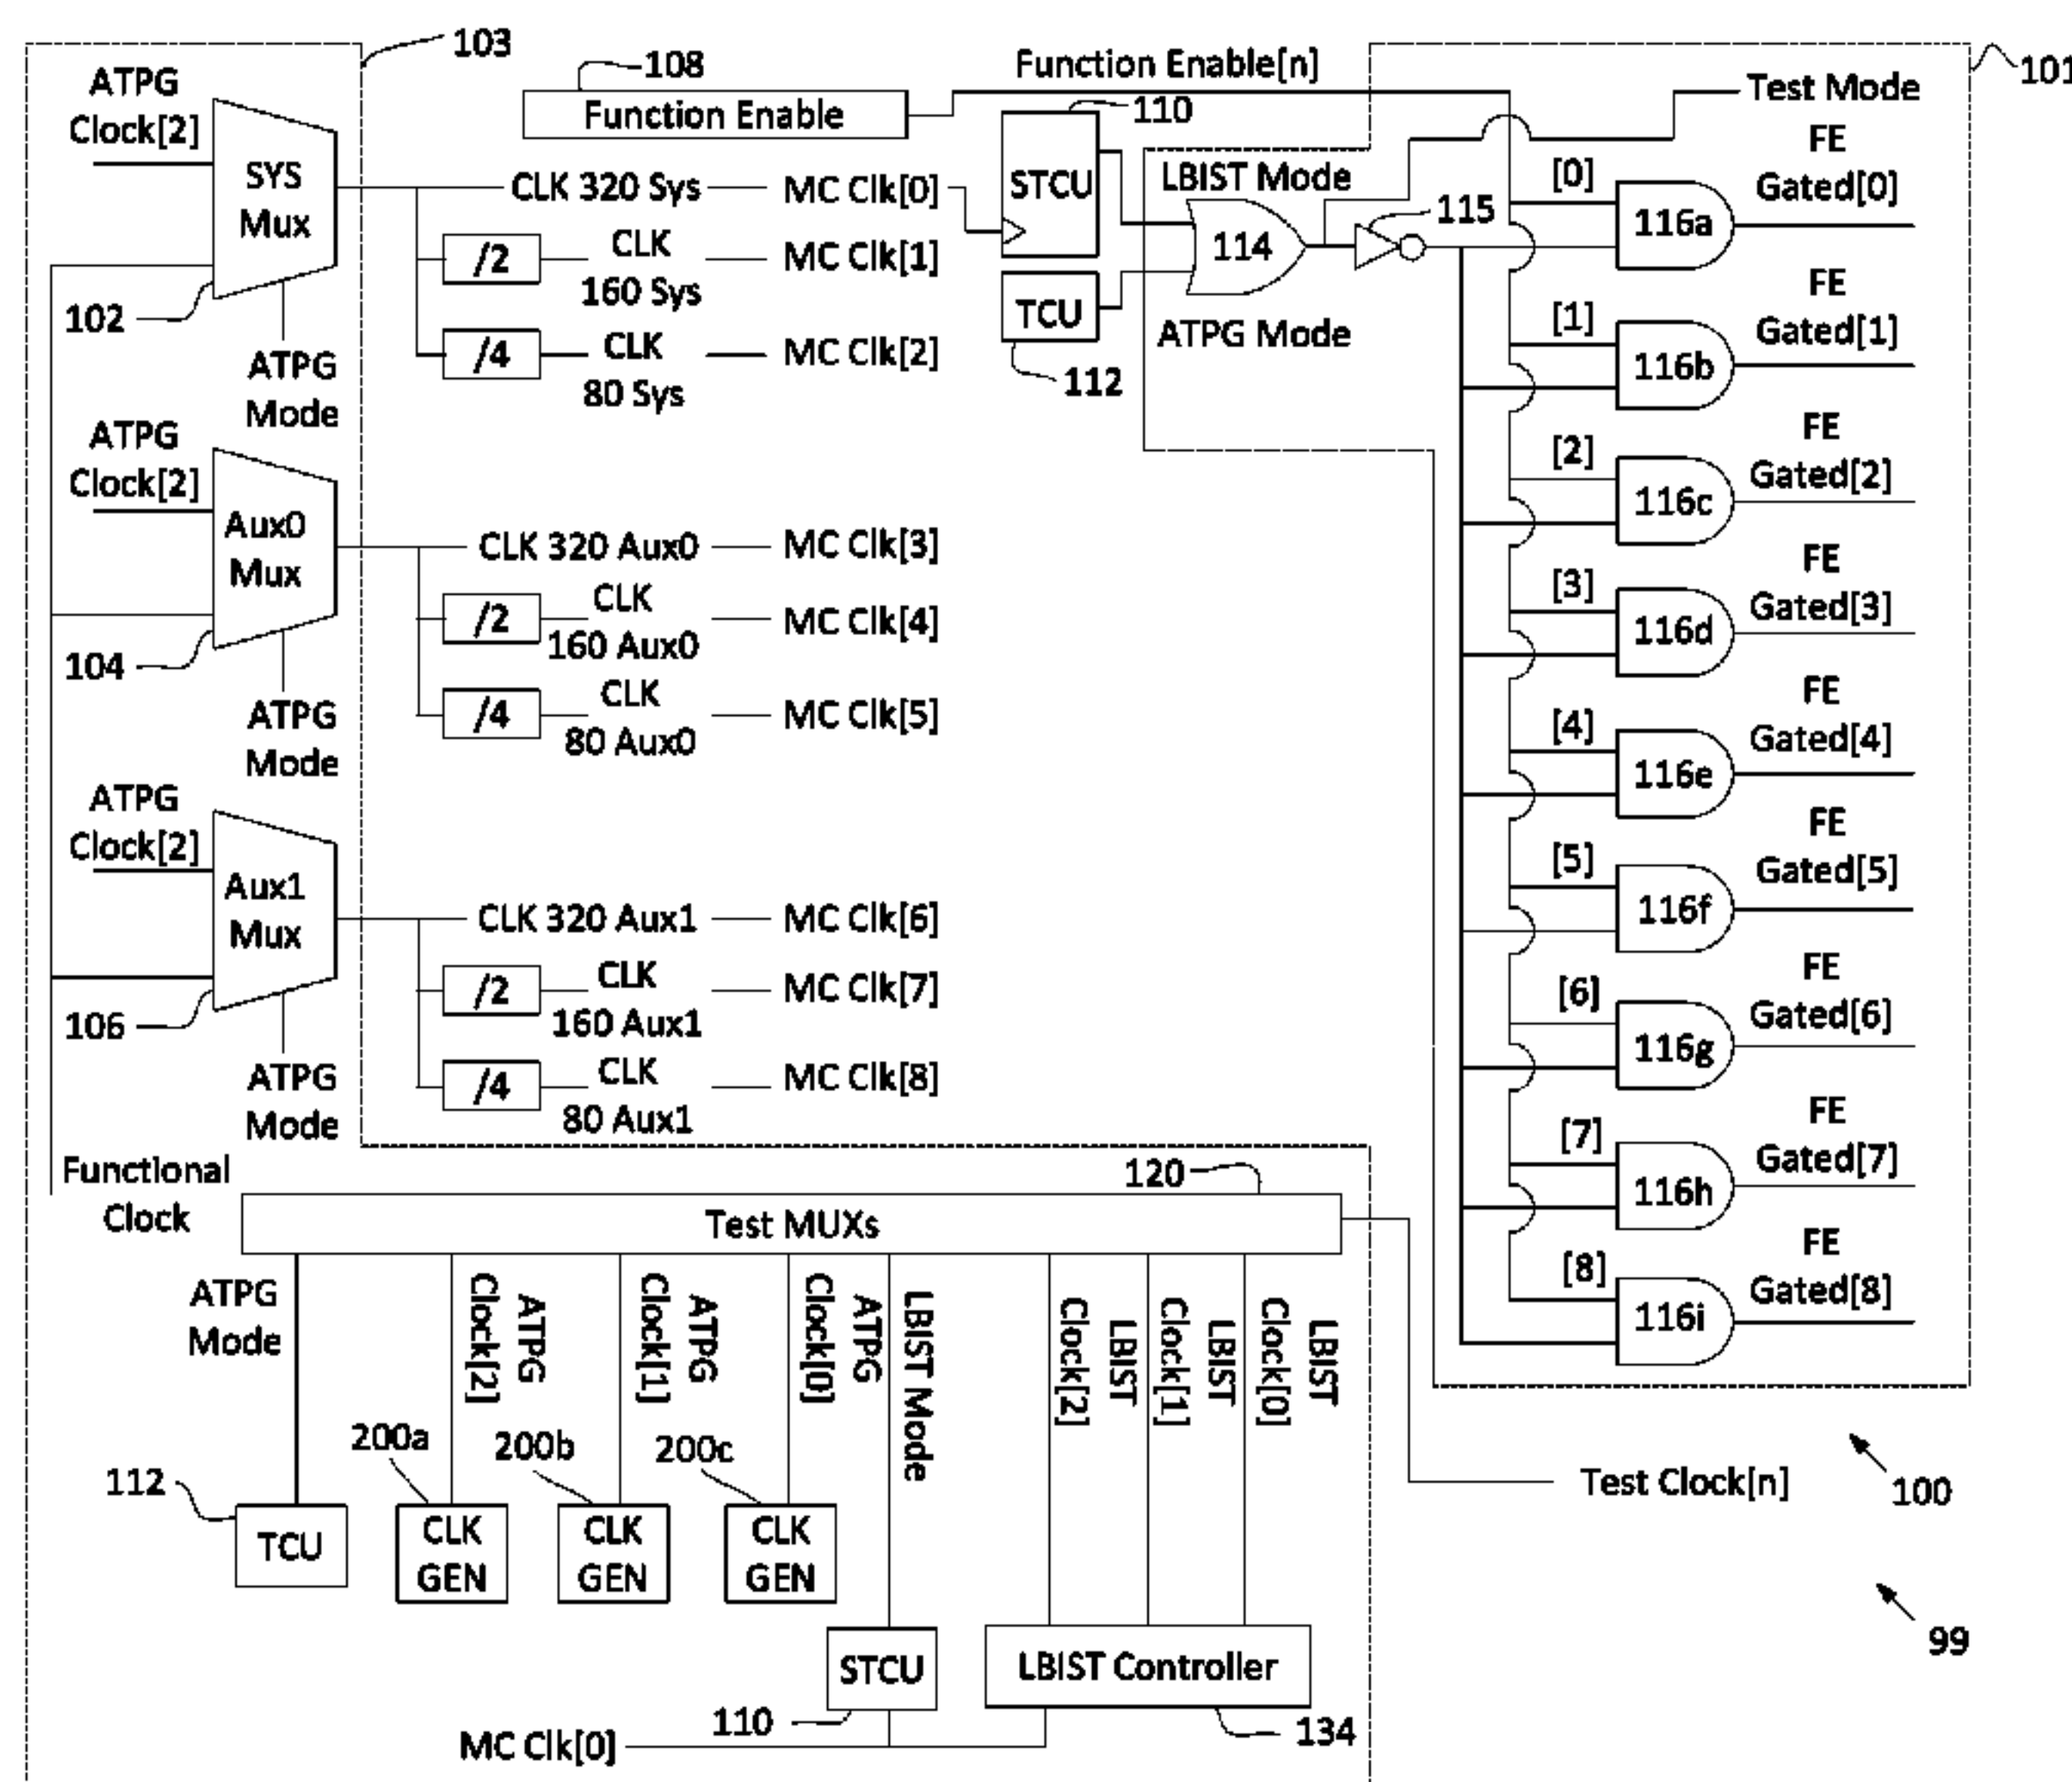 103
108
Function Enable[n]
101
ATPG
Clock[2]
Function Enable
110
Test Mode
FE
Gated[0]
SYS
Mux
CLK 320 Sys
MC Clk[0]
STCU
LBIST Mode
[0]
116a
115
114
/2
CLK
160 Sys
MC Clk[1]
102
TCU
ATPG Mode
112
FE
Gated[1]
[1]
116b
/4
CLK
80 Sys
MC Clk[2]
ATPG
Mode
ATPG
Clock[2]
FE
Gated[2]
[2]
116c
Aux0
Mux
CLK 320 Aux0
MC Clk[3]
FE
Gated[3]
[3]
116d
/2
CLK
160 Aux0
MC Clk[4]
104
/4
CLK
80 Aux0
MC Clk[5]
ATPG
Mode
FE
Gated[4]
[4]
116e
ATPG
Clock[2]
FE
Gated[5]
[5]
116f
Aux1
Mux
CLK 320 Aux1
MC Clk[6]
/2
CLK
160 Aux1
MC Clk[7]
106
FE
Gated[6]
[6]
116g
/4
CLK
80 Aux1
MC Clk[8]
ATPG
Mode
FE
Gated[7]
[7]
116h
Functional
Clock
120
Test MUXs
FE
Gated[8]
[8]
116i
ATPG
Mode
ATPG
Clock[2]
ATPG
Clock[1]
ATPG
Clock[0]
LBIST Mode
LBIST
Clock[2]
LBIST
Clock[1]
LBIST
Clock[0]
200a
200b
200c
112
TCU
CLK
GEN
CLK
GEN
CLK
GEN
Test Clock[n]
100
99
STCU
LBIST Controller
110
134
MC Clk[0]